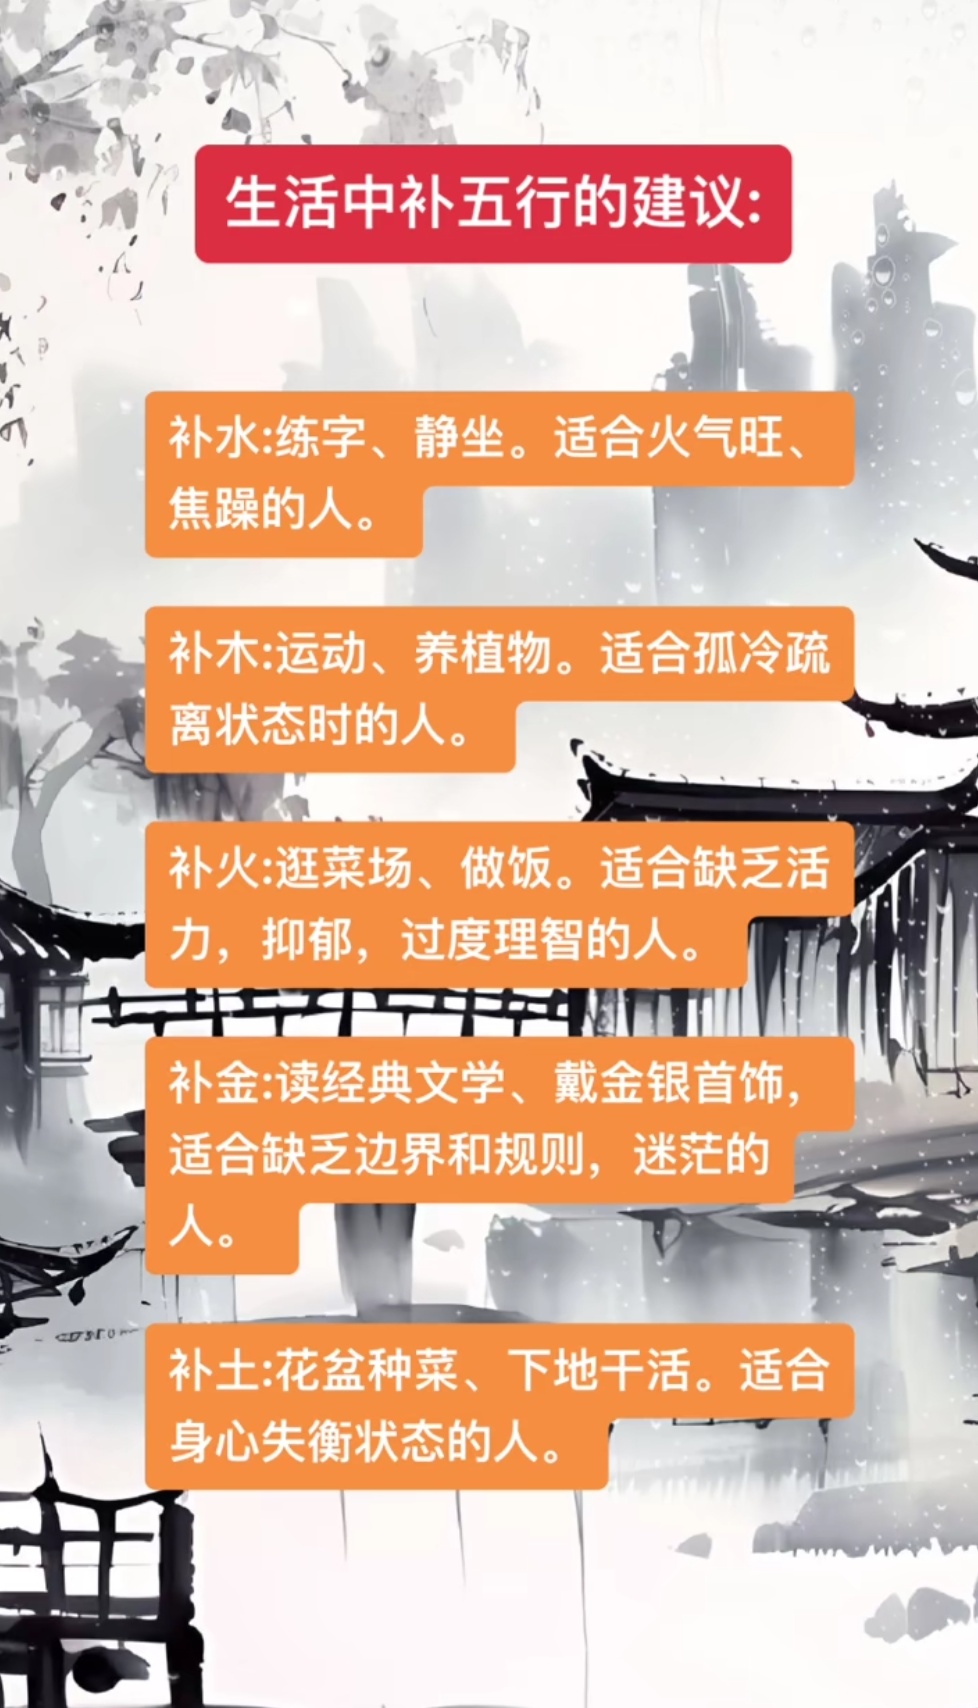 生活中补五行的建议:
补水:练字、静坐。适合火气旺、
焦躁的人。
补木:运动、养植物。适合孤冷疏
离状态时的人。
补火:逛菜场、做饭。适合缺乏活
力，抑郁，过度理智的人。
补金:读经典文学、戴金银首饰，
适合缺乏边界和规则，迷茫的
人。
补土:花盆种菜、下地干活。适合
身心失衡状态的人。